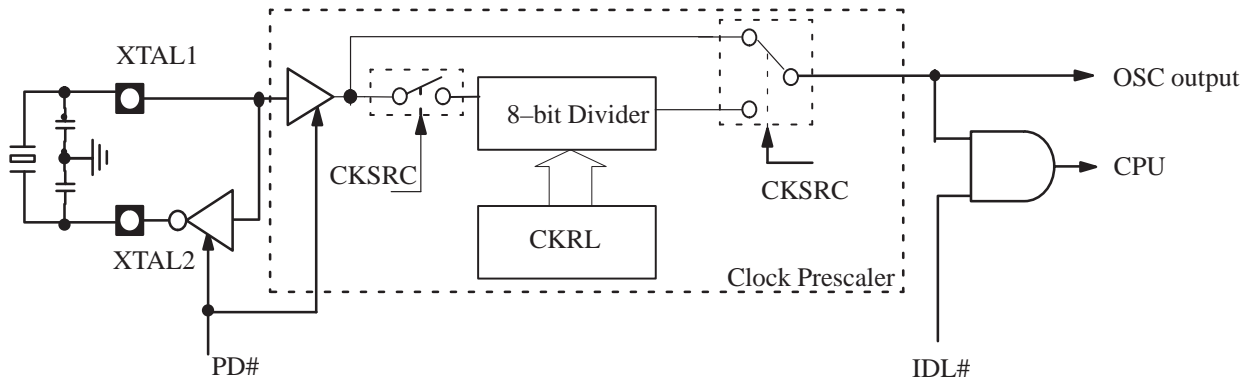 XTAL1
OSC output
8–bit Divider
CPU
CKSRC
CKSRC
CKRL
XTAL2
Clock Prescaler
PD#
IDL#